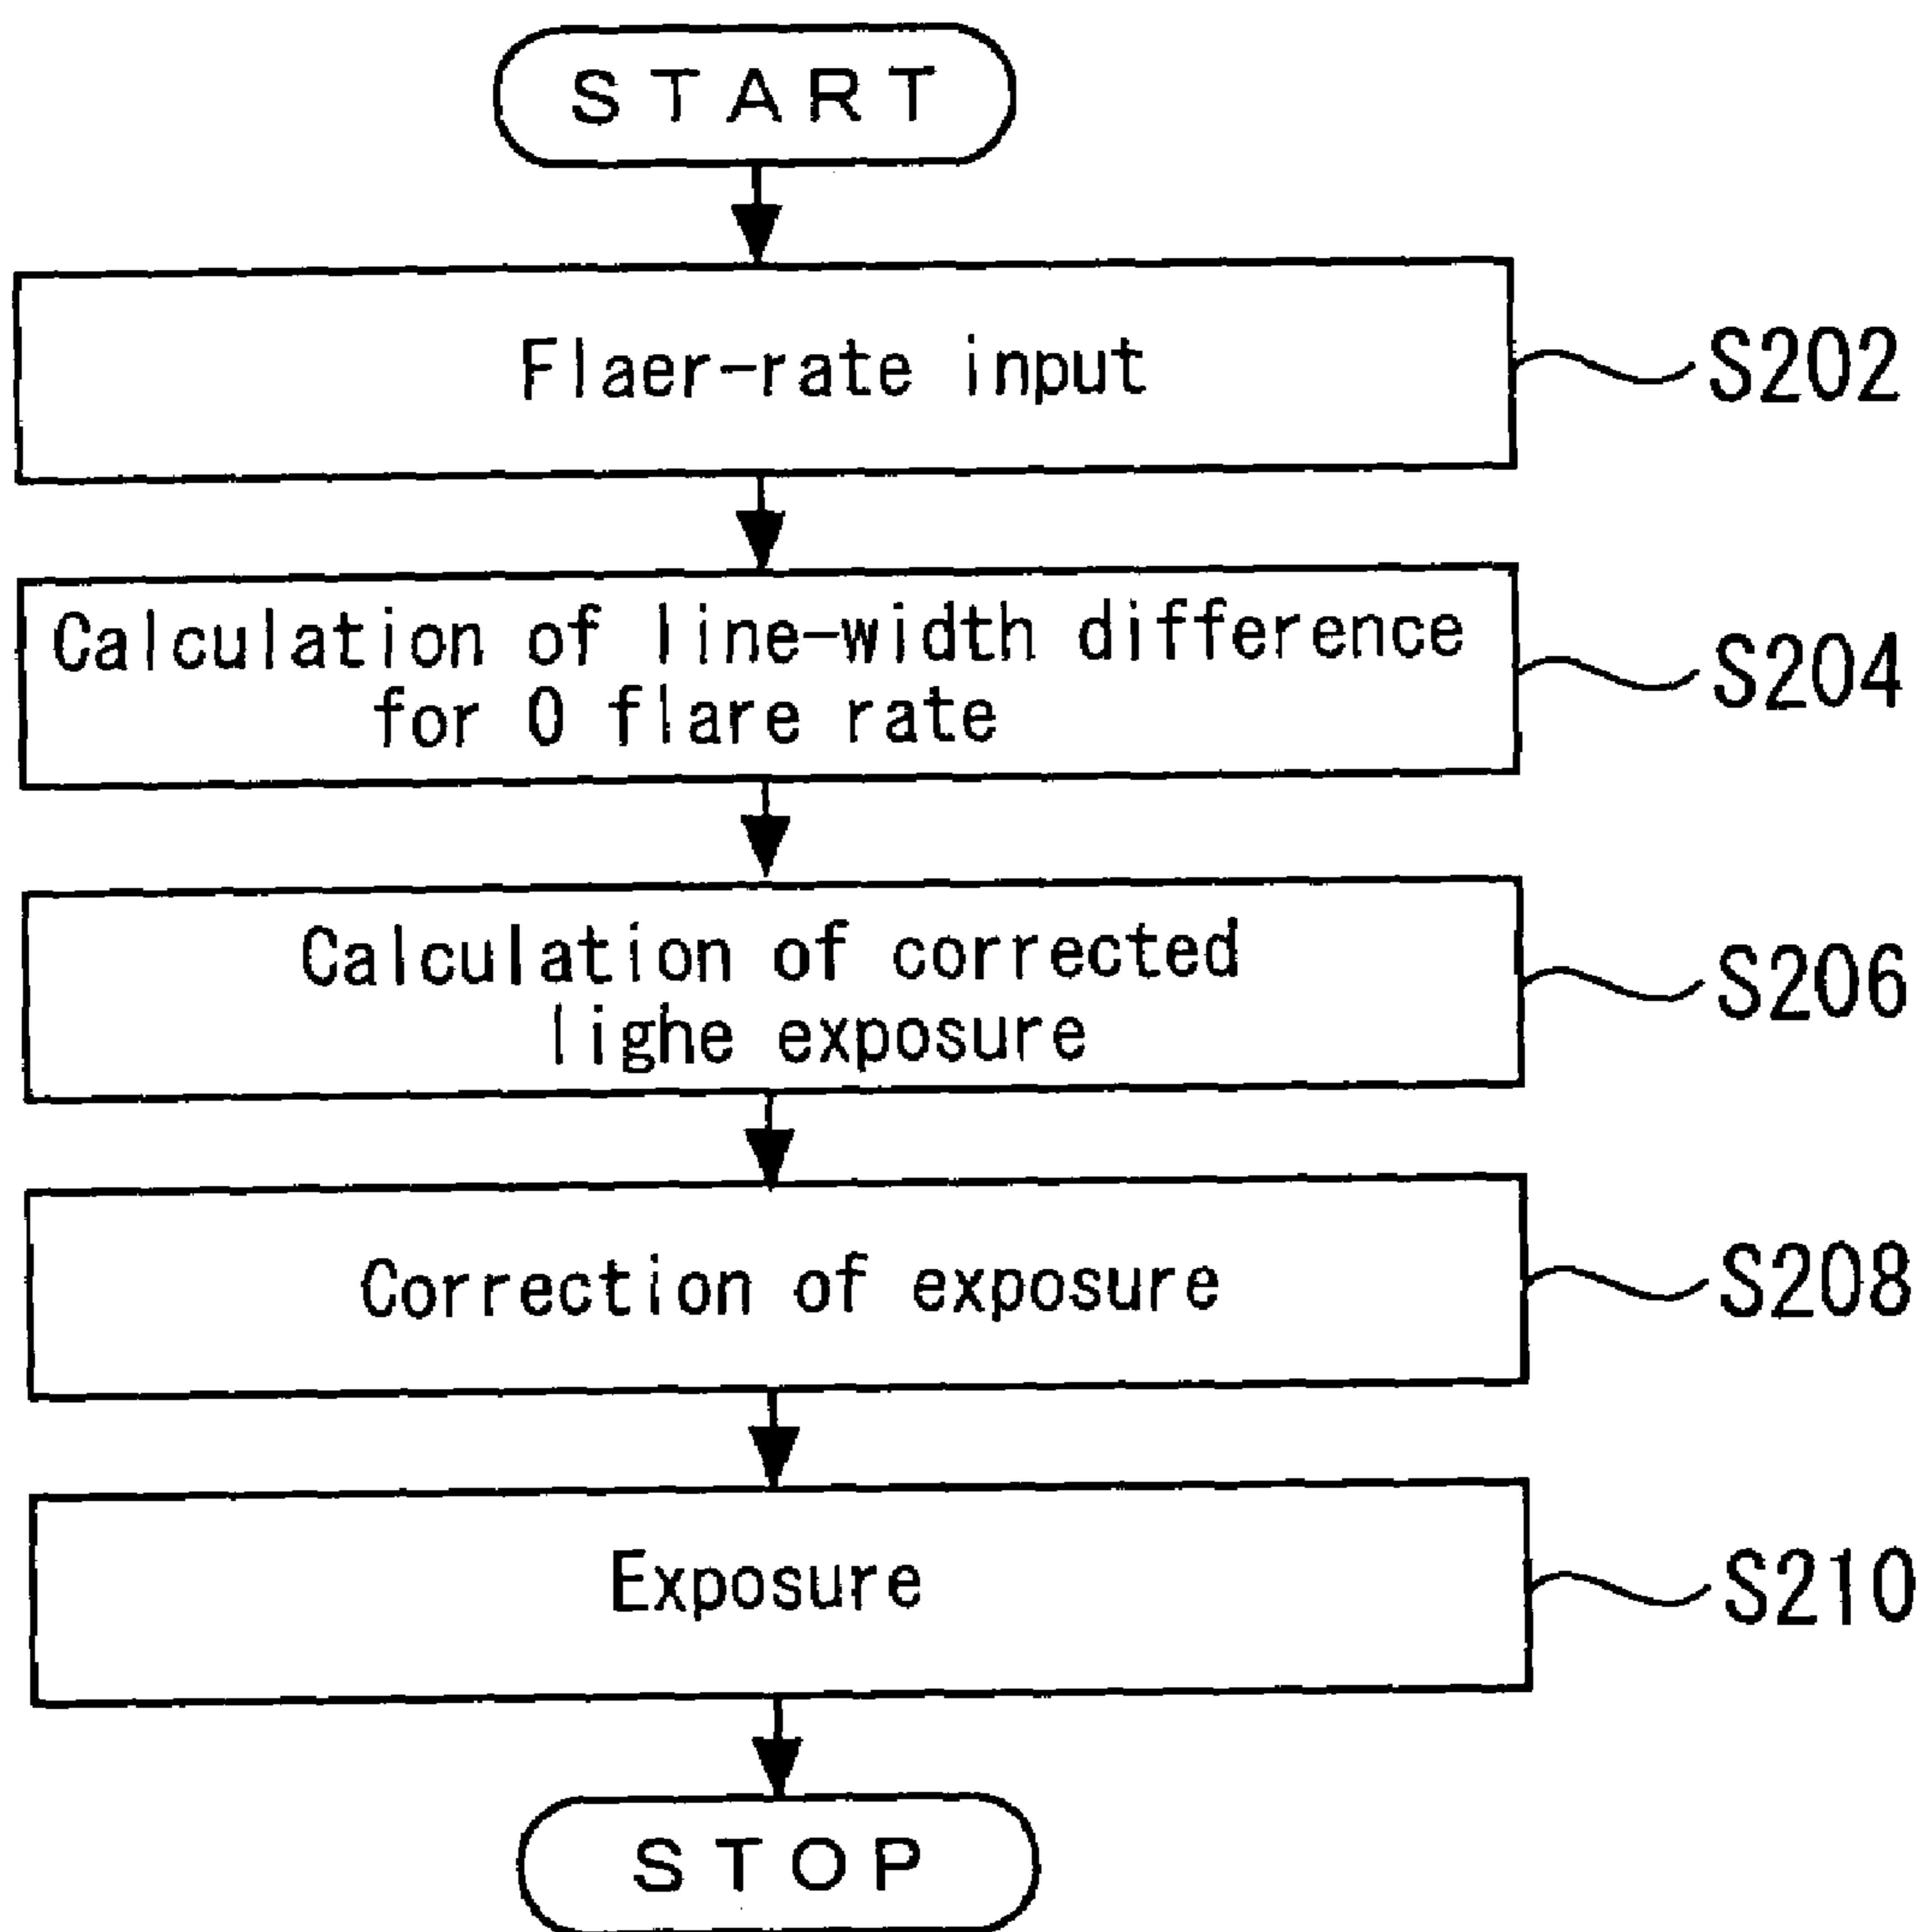 START
Flaer-rate input
S202
Calculation of line-width difference
for 0 flare rate
S204
Calculation of corrected
lighe exposure
S206
Correction of exposure
S208
Exposure
S210
STOP